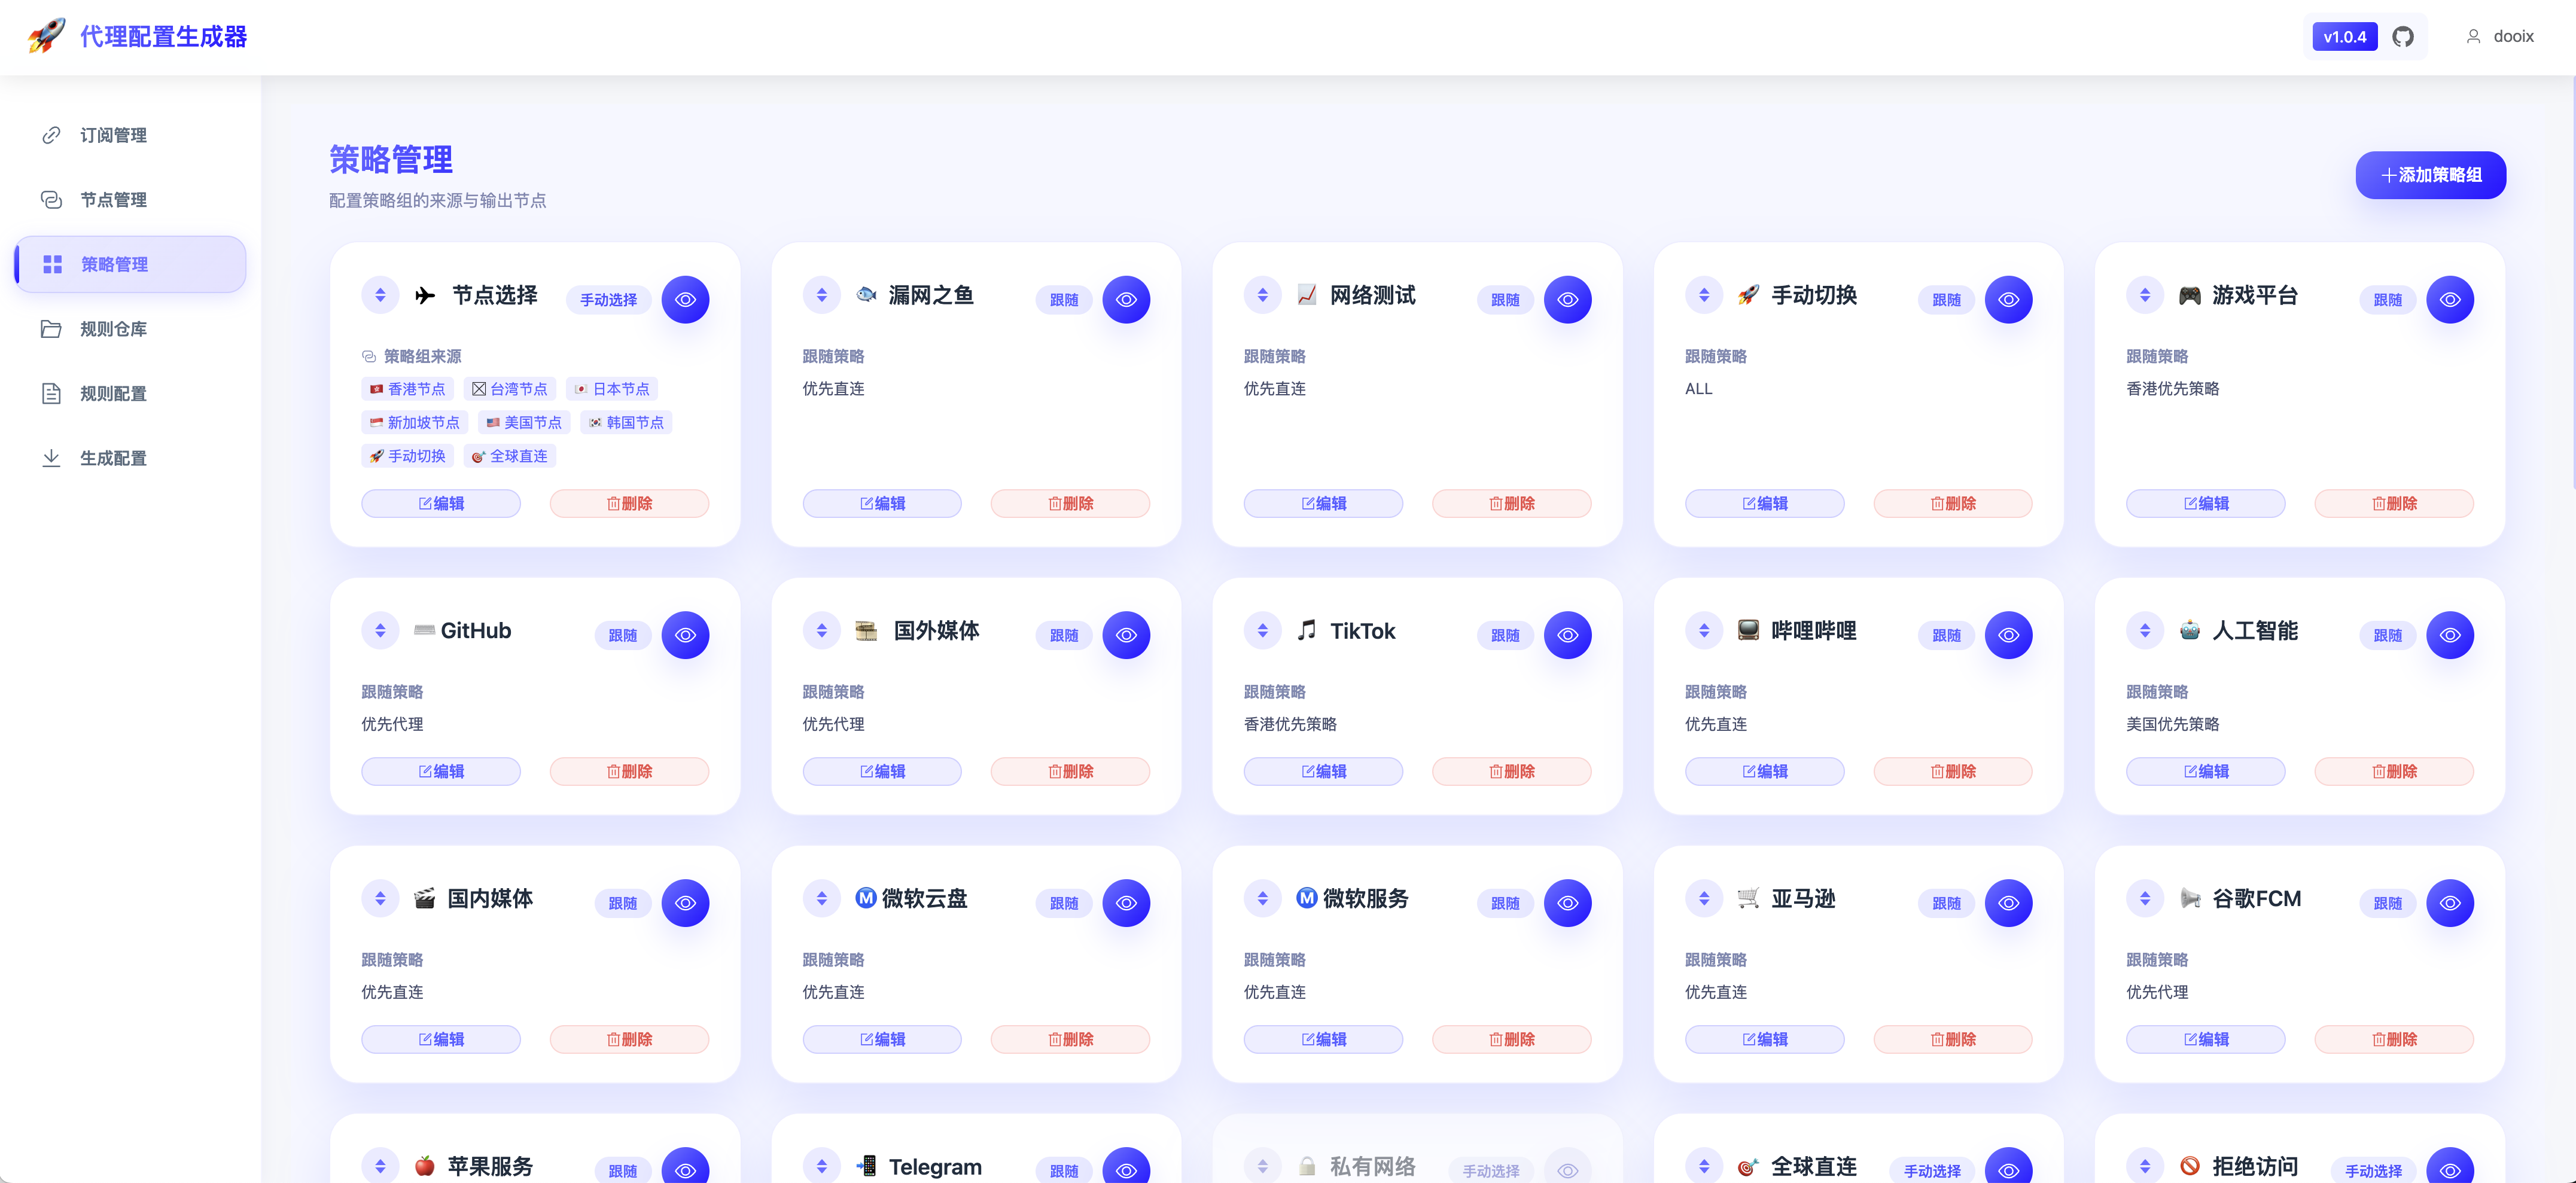 代理配置生成器
v1.0.4
dooix
订阅管理
节点管理
策略管理
规则仓库
规则配置
生成配置
策略管理
配置策略组的来源与输出节点
添加策略组
节点选择 手动选择
策略组来源
香港节点 台湾节点 日本节点
新加坡节点 美国节点 韩国节点
手动切换 全球直连
编辑 删除
漏网之鱼 跟随
跟随策略
优先直连
编辑 删除
网络测试 跟随
跟随策略
优先直连
编辑 删除
手动切换 跟随
跟随策略
ALL
编辑 删除
游戏平台 跟随
跟随策略
香港优先策略
编辑 删除
GitHub 跟随
跟随策略
优先代理
编辑 删除
国外媒体 跟随
跟随策略
优先代理
编辑 删除
TikTok 跟随
跟随策略
香港优先策略
编辑 删除
哔哩哔哩 跟随
跟随策略
优先直连
编辑 删除
人工智能 跟随
跟随策略
美国优先策略
编辑 删除
国内媒体 跟随
跟随策略
优先直连
编辑 删除
Ⓜ️微软云盘 跟随
跟随策略
优先直连
编辑 删除
Ⓜ️微软服务 跟随
跟随策略
优先直连
编辑 删除
亚马逊 跟随
跟随策略
优先直连
编辑 删除
谷歌FCM 跟随
跟随策略
优先代理
编辑 删除
苹果服务 跟随
Telegram 跟随
私有网络 手动选择
全球直连 手动选择
拒绝访问 手动选择